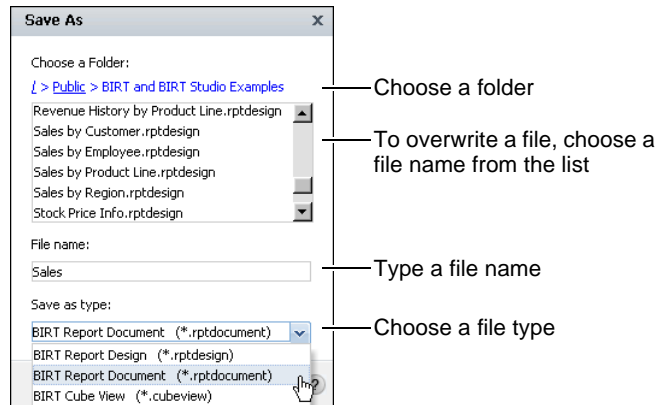 Save As x
Choose a Folder:
/ > Public > BIRT and BIRT Studio Examples
Choose a folder
Revenue History by Product Line.rptdesign
Sales by Customer.rptdesign
Sales by Employee.rptdesign
Sales by Product Line.rptdesign
Sales by Region.rptdesign
Stock Price Info.rptdesign
To overwrite a file, choose a
file name from the list
File name:
Sales
Type a file name
Save as type:
BIRT Report Document (*.rptdocument)
Choose a file type
BIRT Report Design (*.rptdesign)
BIRT Report Document (*.rptdocument)
?
BIRT Cube View (*.cubeview)